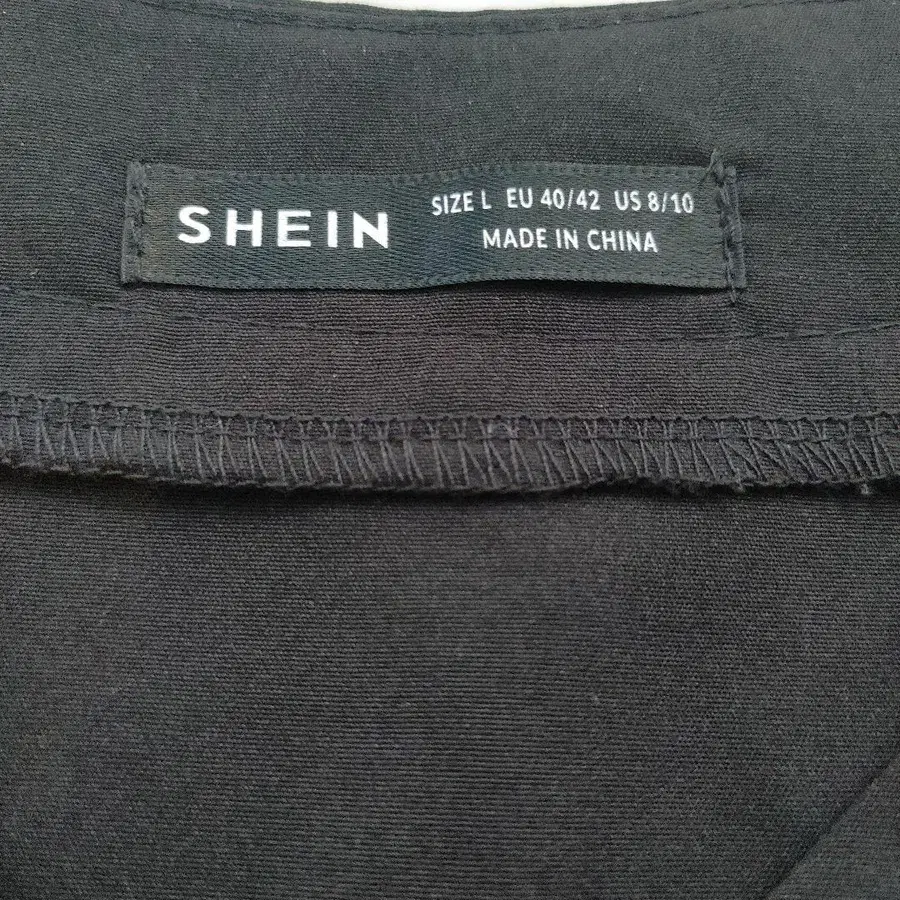 SHEIN
SIZE L EU 40/42 US 8/10
MADE IN CHINA